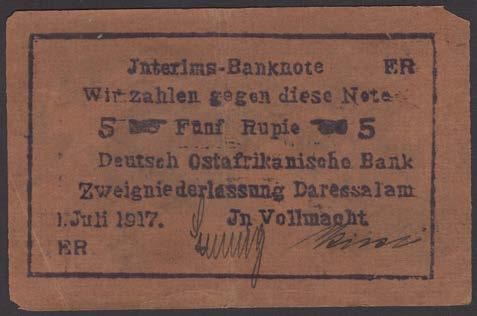 Jnterims-Banknote ER
Wir zahlen gegen diese Note
5 Fünf Rupie 5
Deutsch Ostafrikanische Bank
Zweigniederlassung Daressalam
1. Juli 1917. Jn Vollmacht
ER